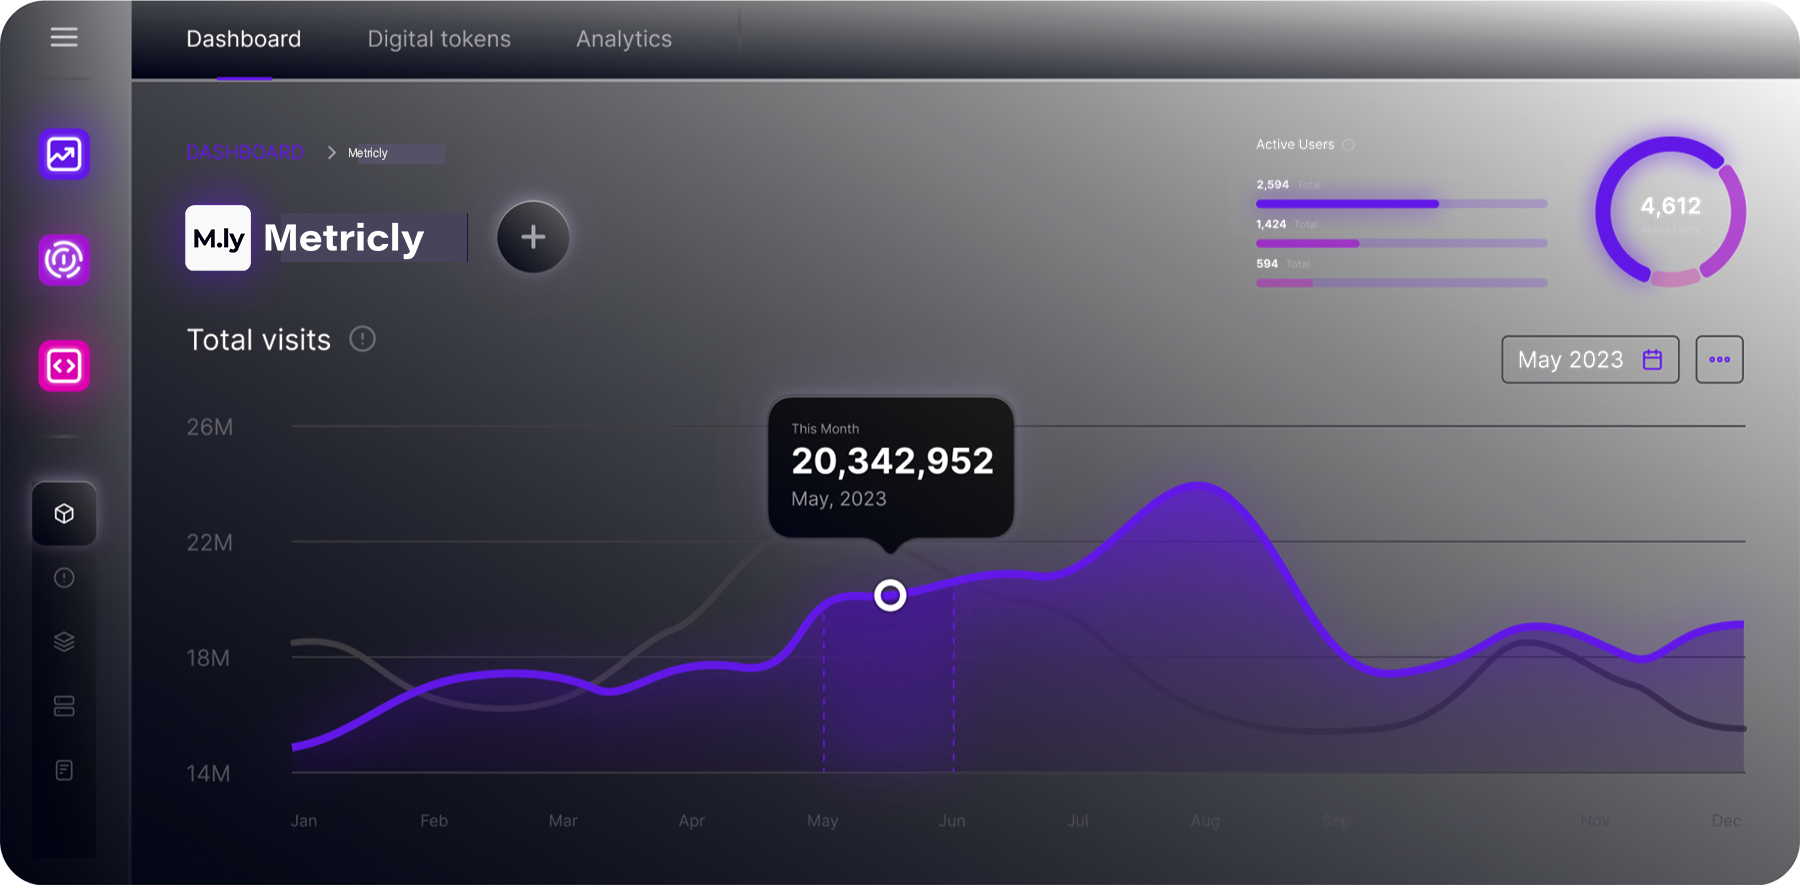 Dashboard Digital tokens Analytics
DASHBOARD > Metricly
M.ly Metricly
Active Users
2,594 Total
1,424 Total
594 Total
4,612
Active Users
Total visits
May 2023
This Month
20,342,952
May, 2023
26M
22M
18M
14M
Jan Feb Mar Apr May Jun Jul Aug Sep Nov Dec